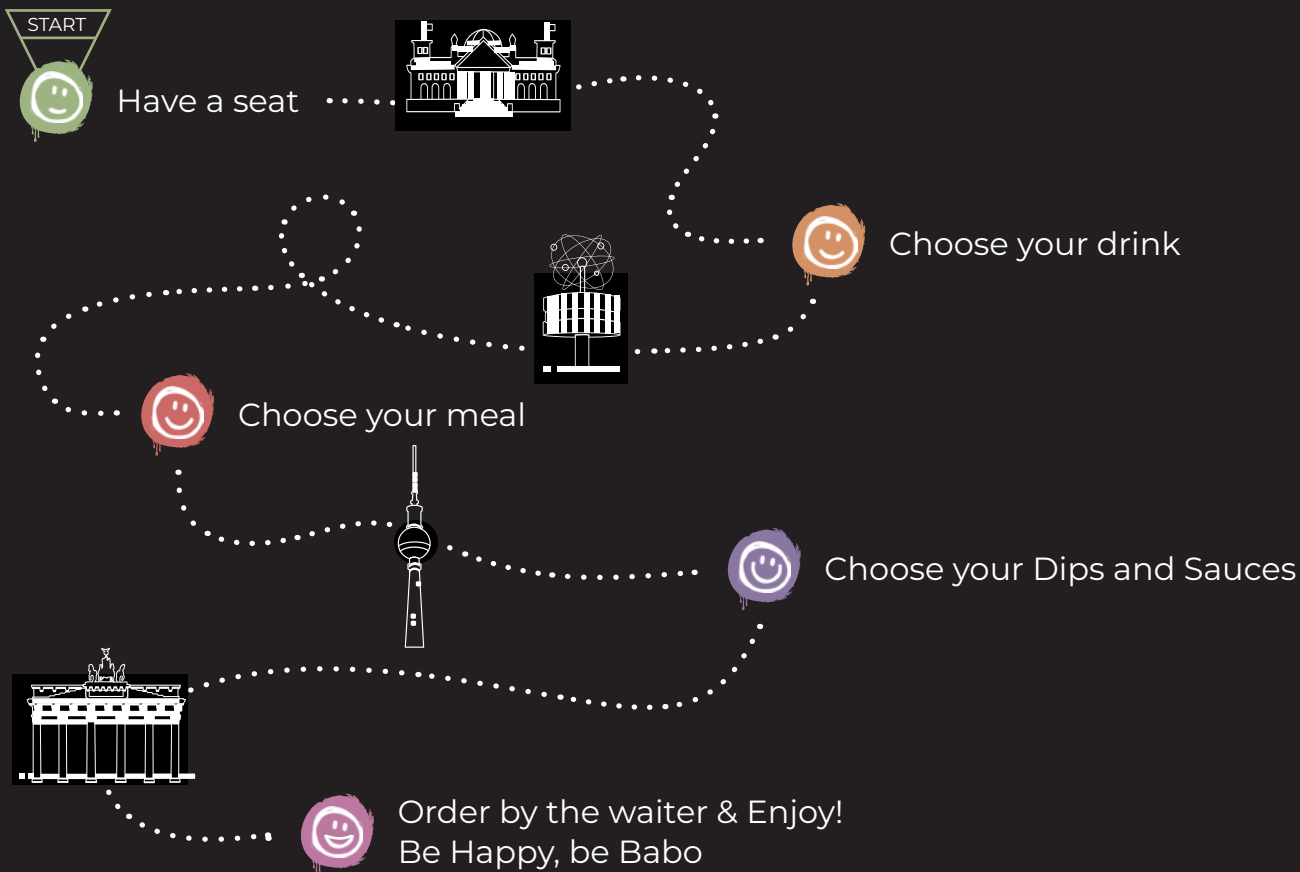 START
Have a seat
Choose your drink
Choose your meal
Choose your Dips and Sauces
Order by the waiter & Enjoy!
Be Happy, be Babo